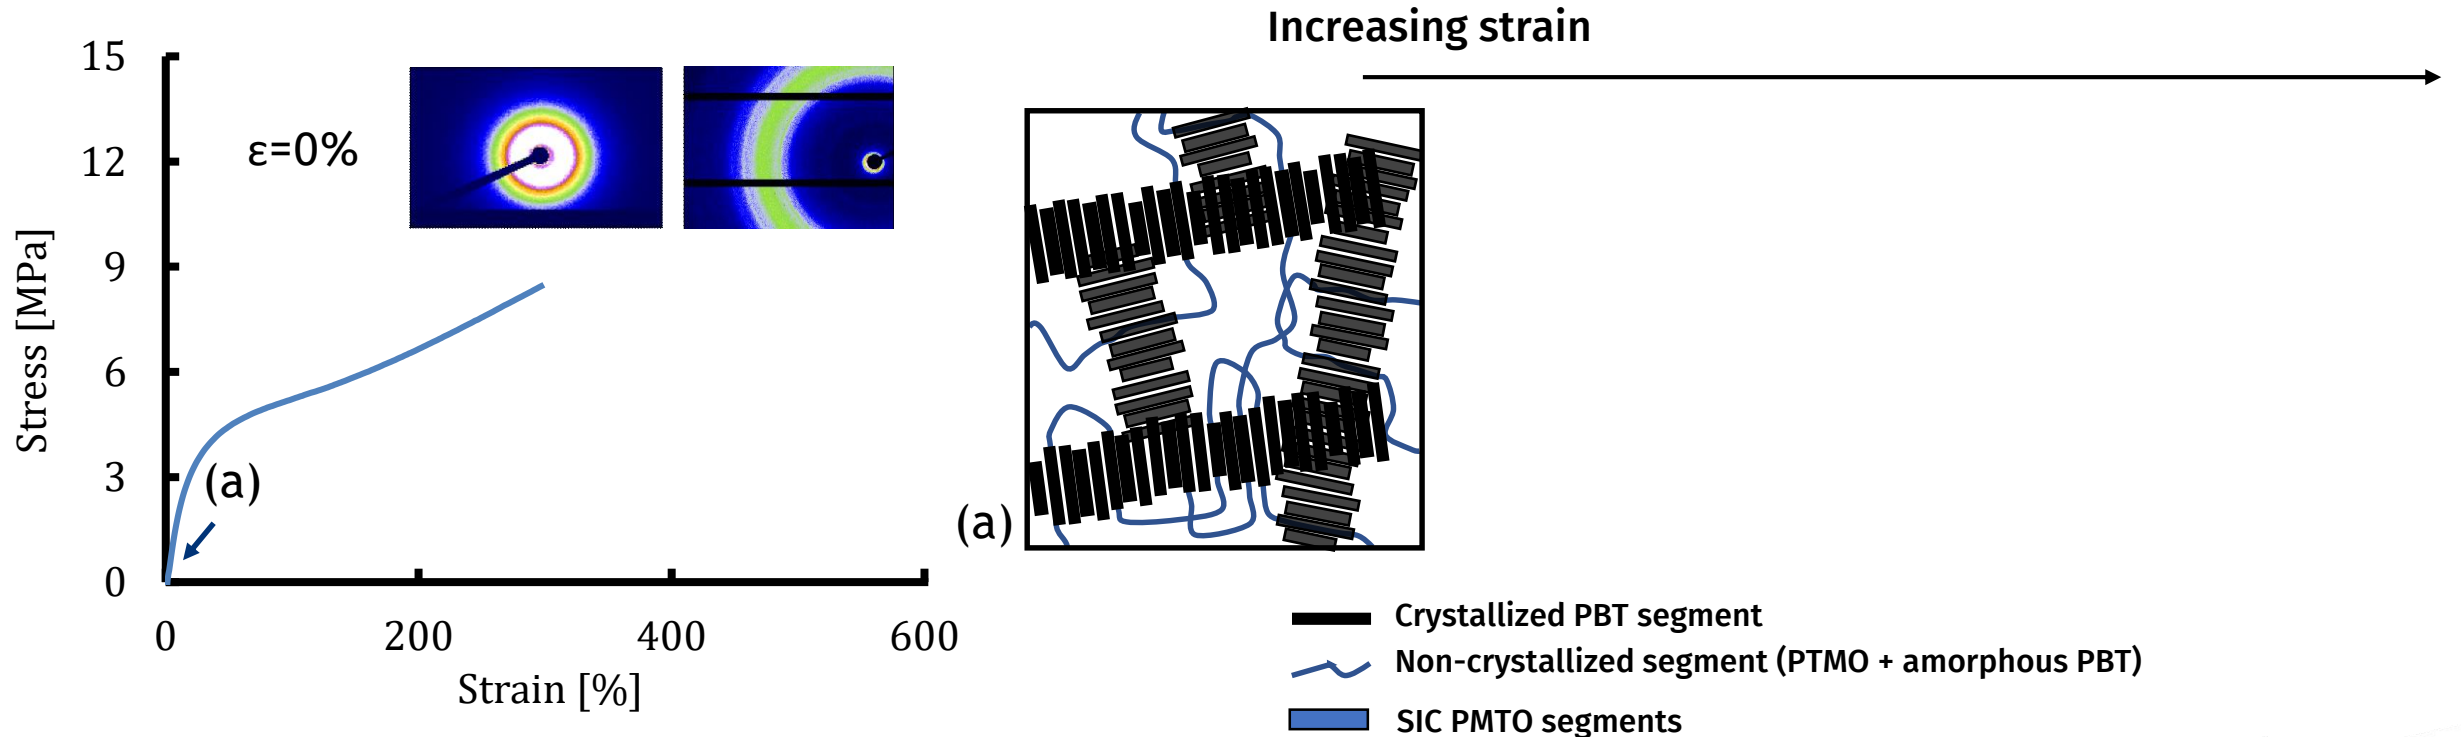 Increasing strain
15
12
9
6
3
0
Stress [MPa]
ε=0%
(a)
0
200
400
600
Strain [%]
(a)
Crystallized PBT segment
Non-crystallized segment (PTMO + amorphous PBT)
SIC PMTO segments